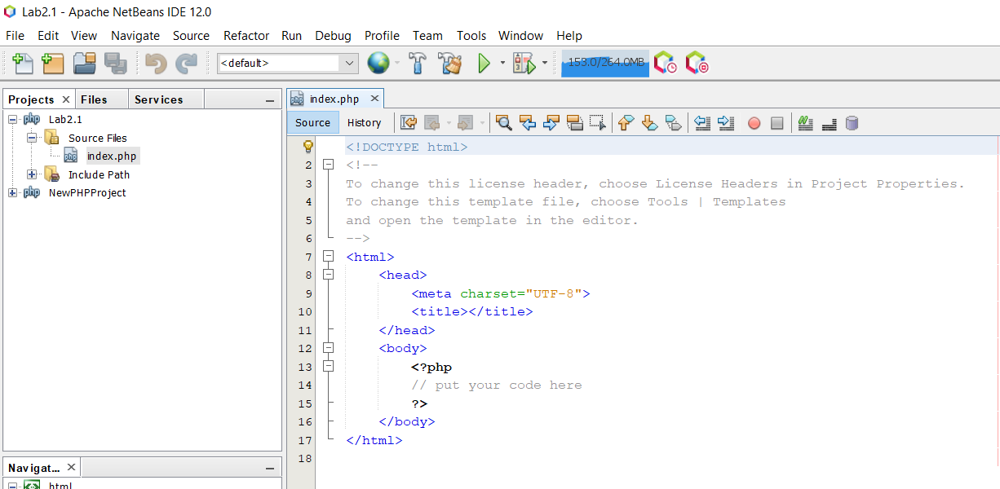 Lab2.1 - Apache NetBeans IDE 12.0
File Edit View Navigate Source Refactor Run Debug Profile Team Tools Window Help
<default> 153.0/264.0MB
Projects Files Services
index.php
Source History
Lab2.1
Source Files
index.php
Include Path
NewPHPProject
<!DOCTYPE html>
2 <!--
3 To change this license header, choose License Headers in Project Properties.
4 To change this template file, choose Tools | Templates
5 and open the template in the editor.
6 -->
7 <html>
8 <head>
9 <meta charset="UTF-8">
10 <title></title>
11 </head>
12 <body>
13 <?php
14 // put your code here
15 ?>
16 </body>
17 </html>
18
Navigat...
html